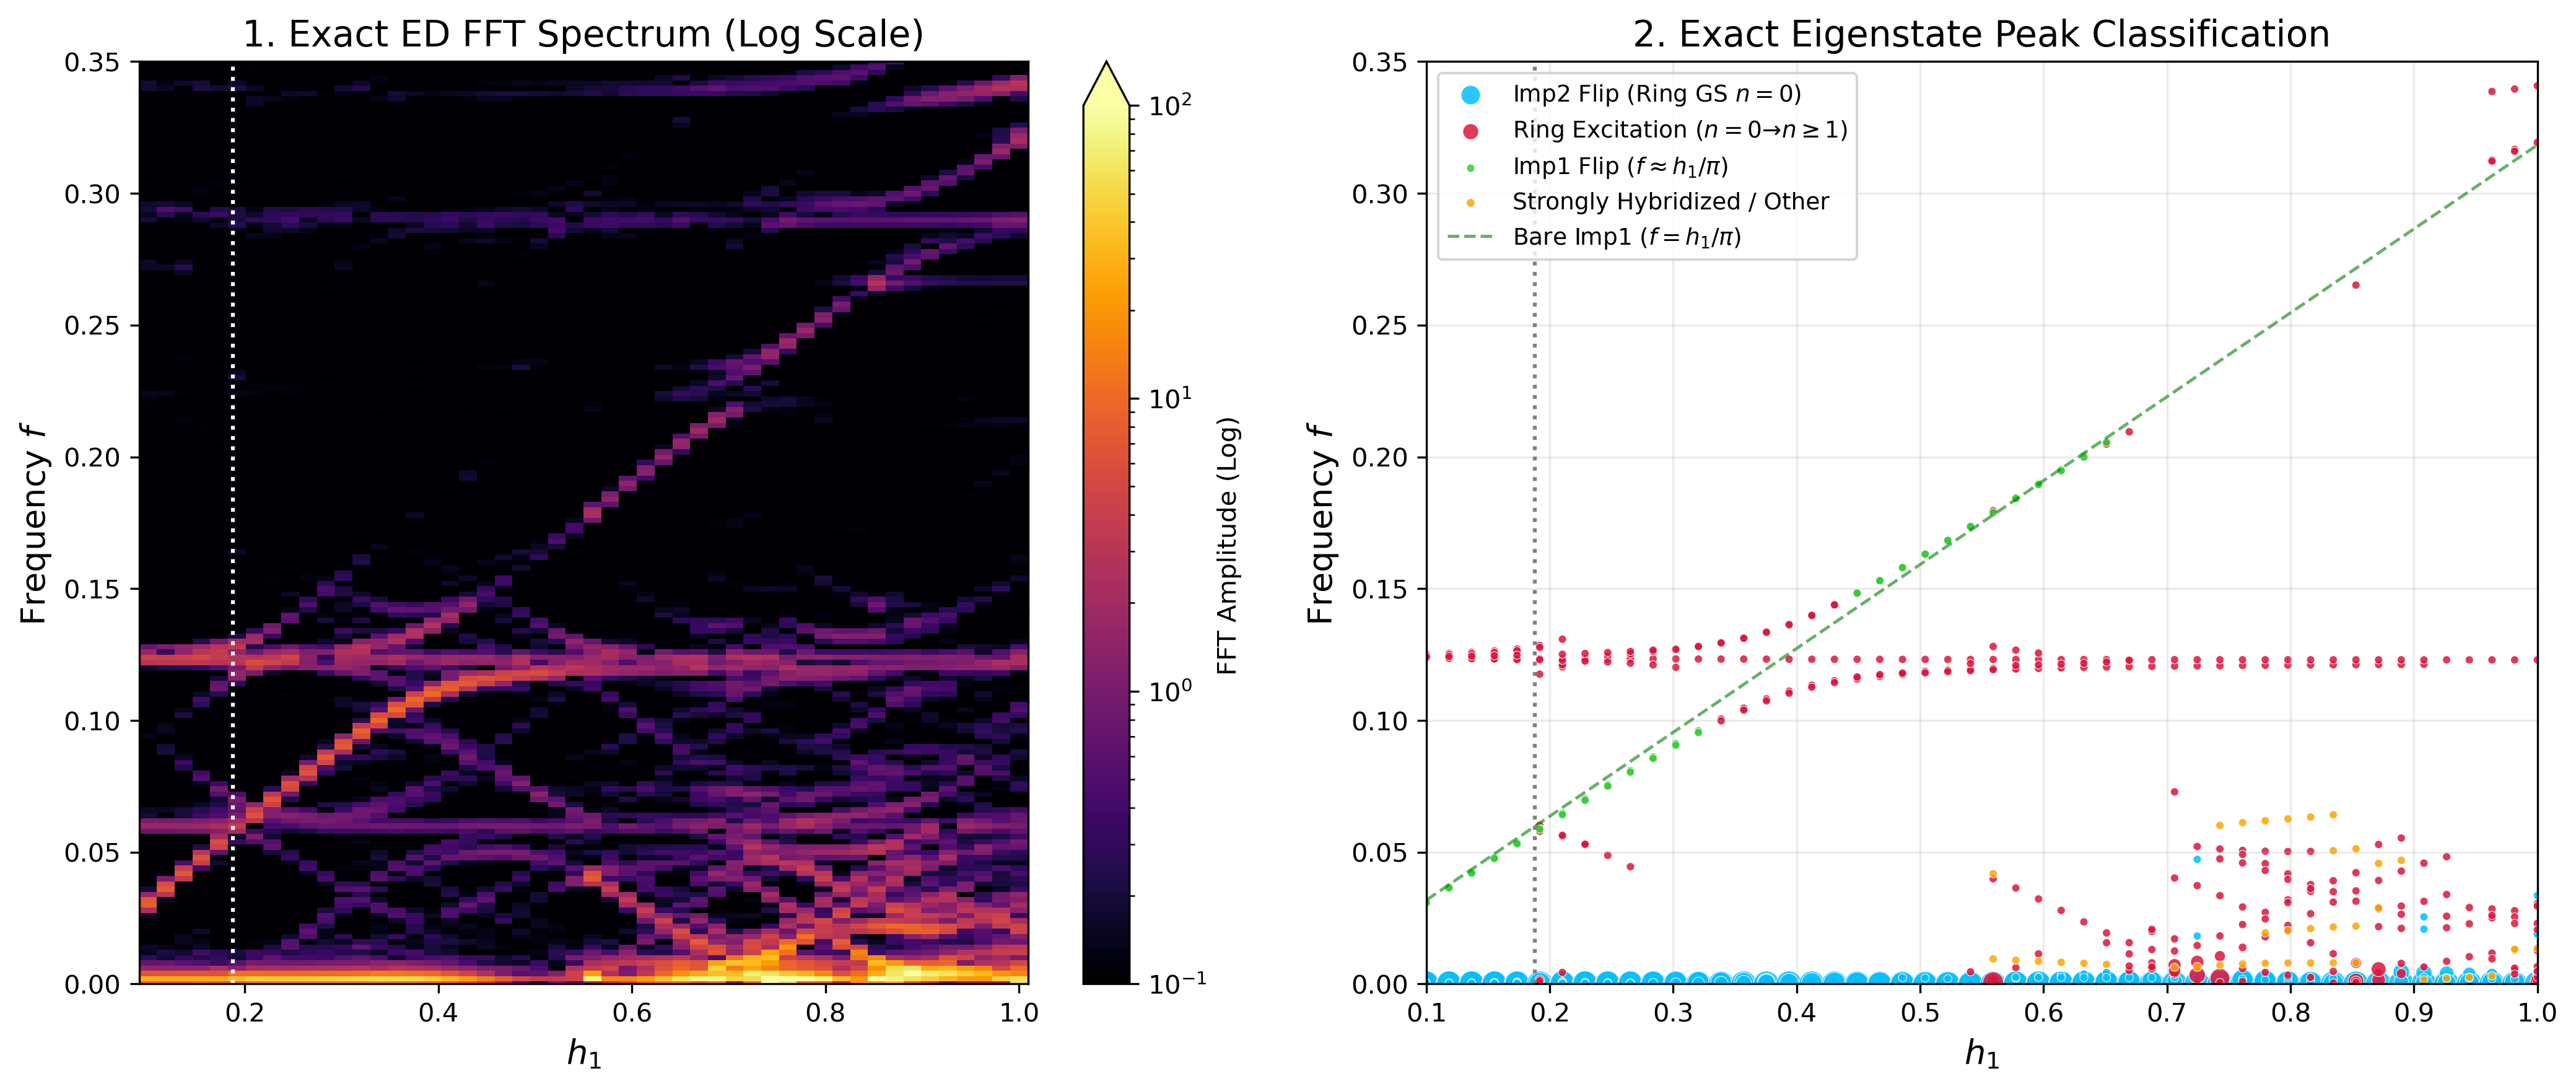 1. Exact ED FFT Spectrum (Log Scale)
0.35
0.30
0.25
0.20
0.15
0.10
0.05
0.00
Frequency f
0.2
0.4
0.6
0.8
1.0
h₁
10²
10¹
10⁰
10⁻¹
FFT Amplitude (Log)
2. Exact Eigenstate Peak Classification
Imp2 Flip (Ring GS n = 0)
Ring Excitation (n = 0→n ≥ 1)
Imp1 Flip (f ≈ h₁/π)
Strongly Hybridized / Other
Bare Imp1 (f = h₁/π)
0.35
0.30
0.25
0.20
0.15
0.10
0.05
0.00
Frequency f
0.1
0.2
0.3
0.4
0.5
0.6
0.7
0.8
0.9
1.0
h₁